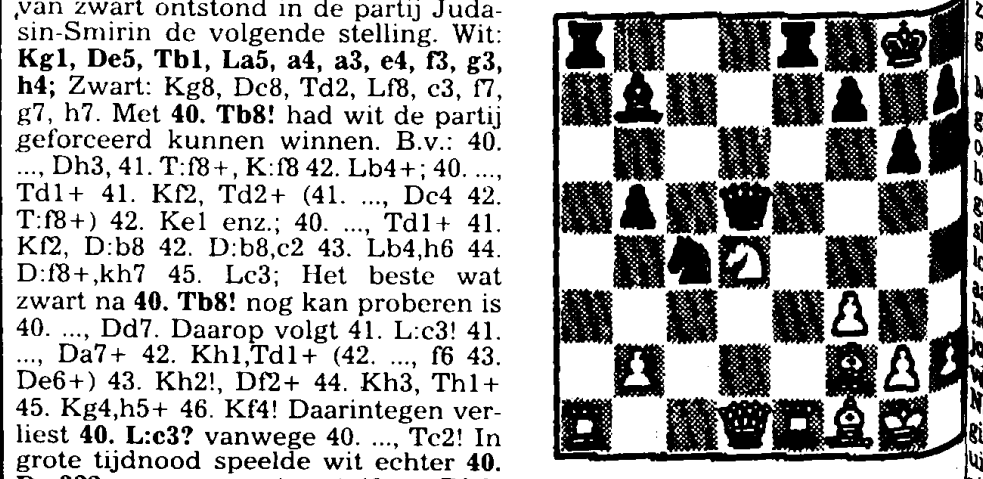 van zwart ontstond in de partij Juda-
sin-Smirin de volgende stelling. Wit:
Kg1, De5, Tb1, La5, a4, a3, e4, f3, g3,
h4; Zwart: Kg8, Dc8, Td2, Lf8, c3, f7,
g7, h7. Met 40. Tb8! had wit de partij
geforceerd kunnen winnen. B.v.: 40.
..., Dh3, 41. T:f8+, K:f8 42. Lb4+; 40. ...,
Td1+ 41. Kf2, Td2+ (41. ..., Dc4 42.
T:f8+) 42. Ke1 enz.; 40. ..., Td1+ 41.
Kf2, D:b8 42. D:b8,c2 43. Lb4,h6 44.
D:f8+,kh7 45. Lc3; Het beste wat
zwart na 40. Tb8! nog kan proberen is
40. ..., Dd7. Daarop volgt 41. L:c3! 41.
..., Da7+ 42. Kh1,Td1+ (42. ..., f6 43.
De6+) 43. Kh2!, Df2+ 44. Kh3, Th1+
45. Kg4,h5+ 46. Kf4! Daarintegen ver-
liest 40. L:c3? vanwege 40. ..., Tc2! In
grote tijdnood speelde wit echter 40.